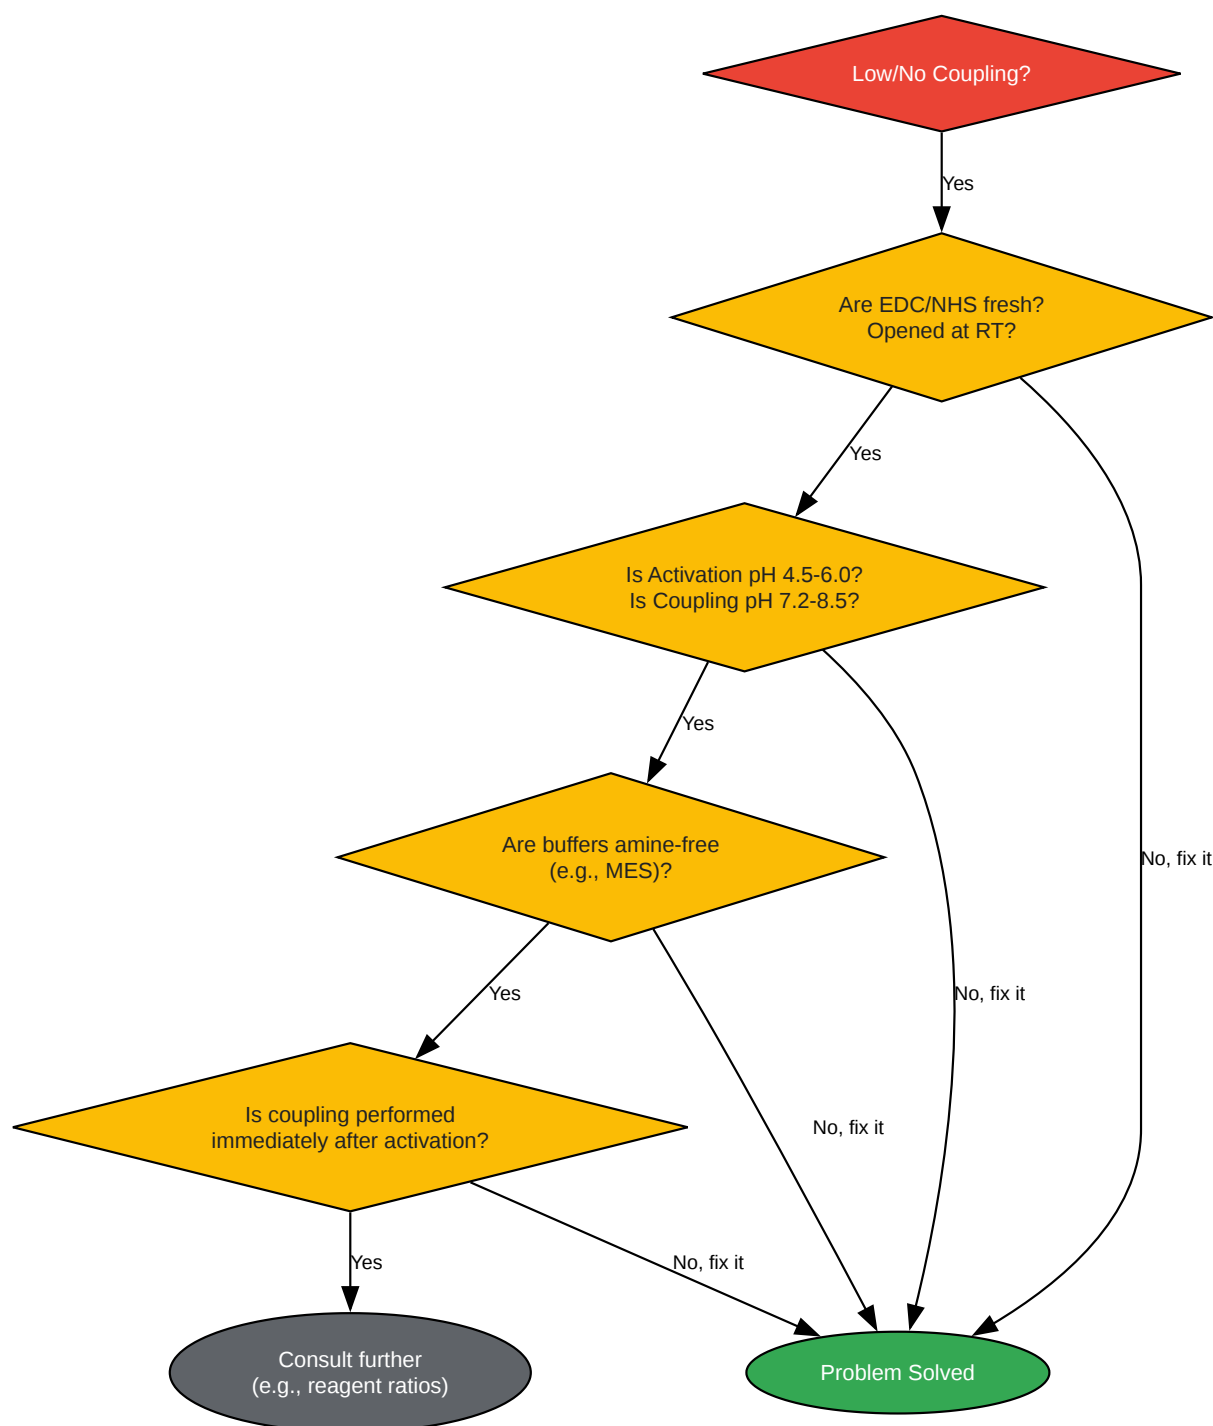 Low/No Coupling?
Yes
Are EDC/NHS fresh?
Opened at RT?
Yes
Is Activation pH 4.5-6.0?
Is Coupling pH 7.2-8.5?
Yes
Are buffers amine-free
(e.g., MES)?
No, fix it
Yes
No, fix it
Is coupling performed
immediately after activation?
No, fix it
Yes
No, fix it
Consult further
(e.g., reagent ratios)
Problem Solved